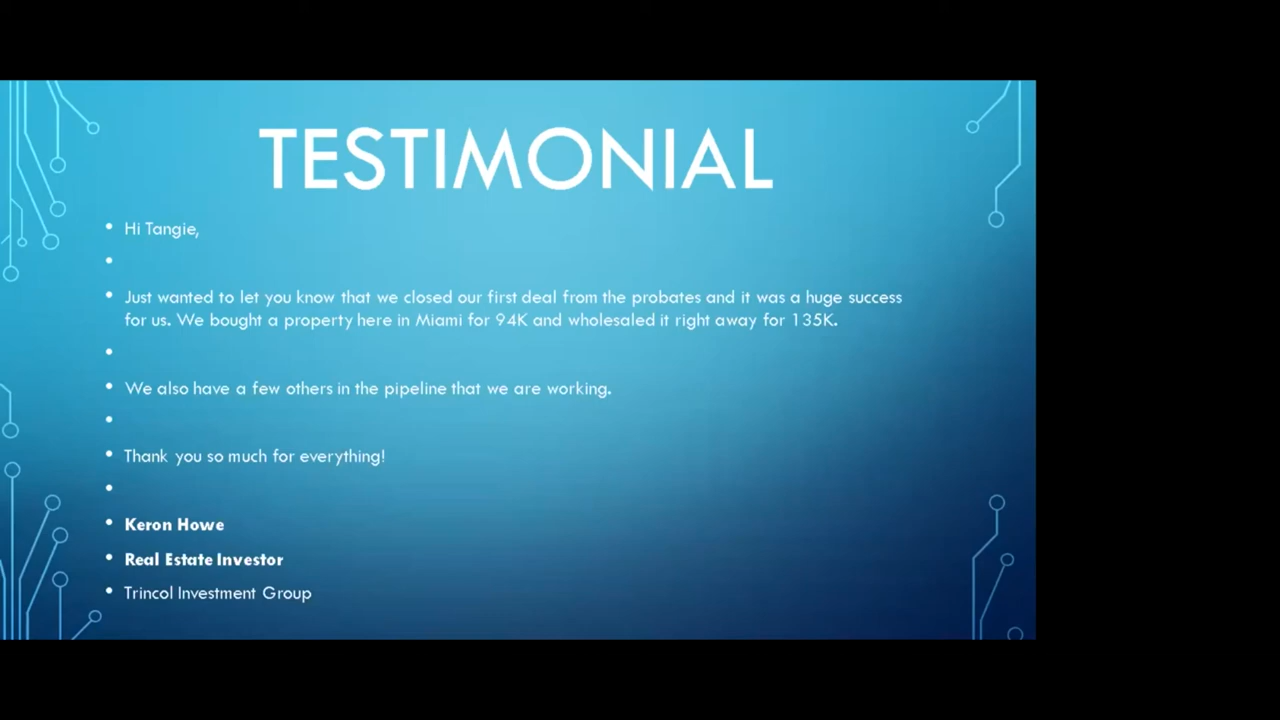 TESTIMONIAL
• Hi Tangie,
•
• Just wanted to let you know that we closed our first deal from the probates and it was a huge success
for us. We bought a property here in Miami for 94K and wholesaled it right away for 135K.
•
• We also have a few others in the pipeline that we are working.
•
• Thank you so much for everything!
•
• Keron Howe
• Real Estate Investor
• Trincol Investment Group